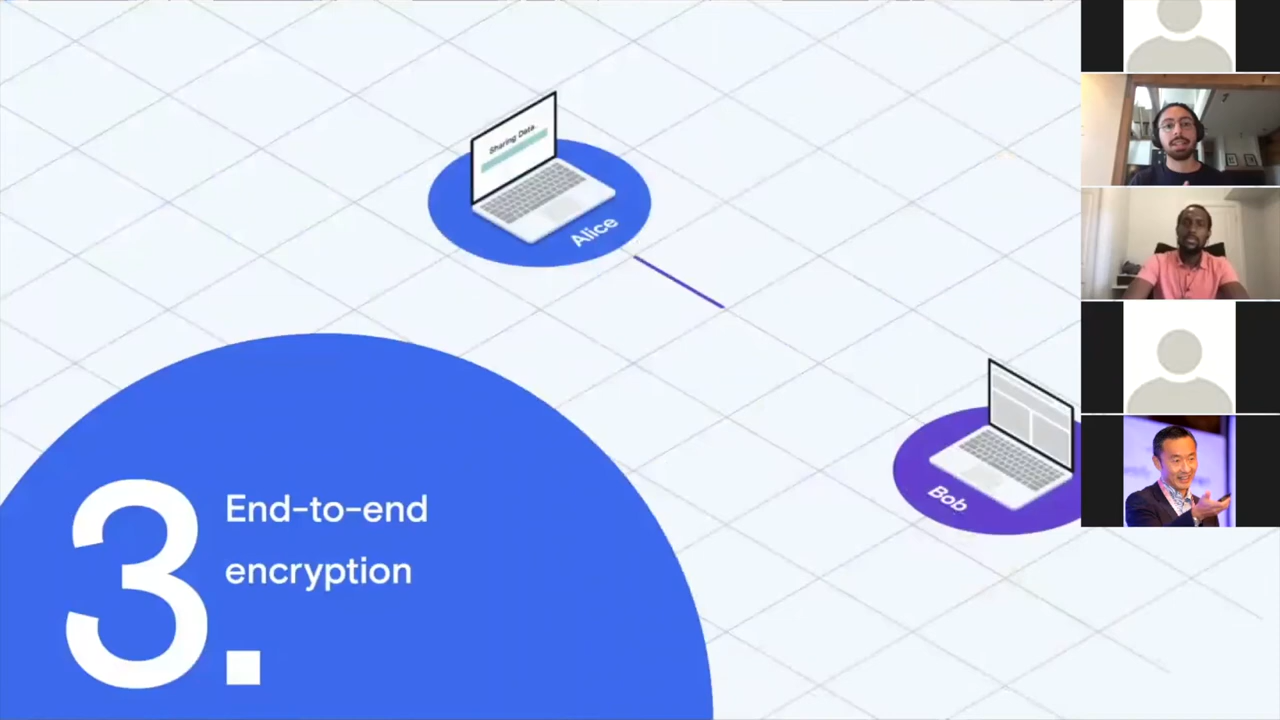 Sharing Data
Alice
Bob
3.
End-to-end
encryption